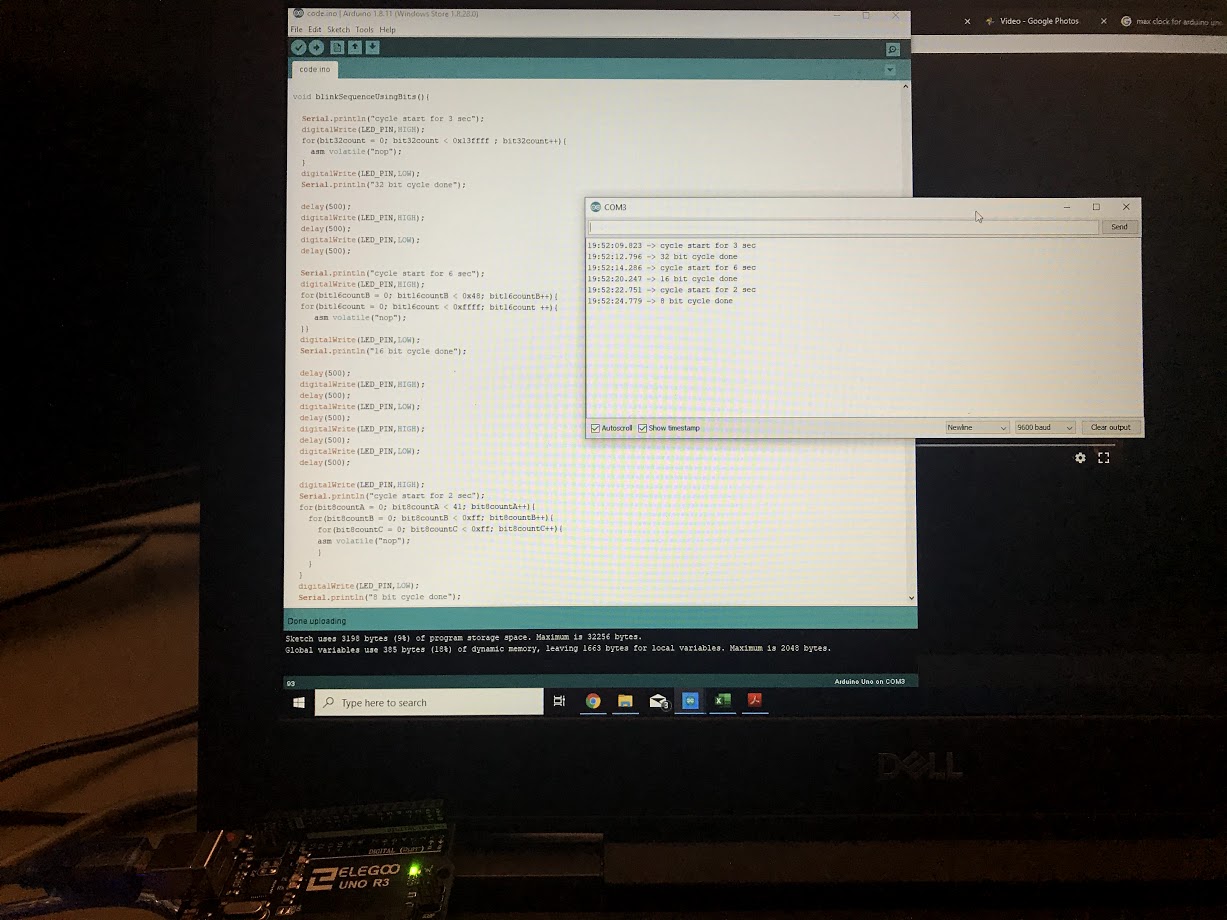 code.ino | Arduino 1.8.11 (Windows Store 1.8.28.0)
File Edit Sketch Tools Help
code.ino
void blinkSequenceUsingBits(){
Serial.println("cycle start for 3 sec");
digitalWrite(LED_PIN,HIGH);
for(bit32count = 0; bit32count < 0x13ffff ; bit32count++){
asm volatile("nop");
}
digitalWrite(LED_PIN,LOW);
Serial.println("32 bit cycle done");
delay(500);
digitalWrite(LED_PIN,HIGH);
delay(500);
digitalWrite(LED_PIN,LOW);
delay(500);
Serial.println("cycle start for 6 sec");
digitalWrite(LED_PIN,HIGH);
for(bit16countB = 0; bit16countB < 0x48; bit16countB++){
for(bit16count = 0; bit16count < 0xffff; bit16count ++){
asm volatile("nop");
}}
digitalWrite(LED_PIN,LOW);
Serial.println("16 bit cycle done");
delay(500);
digitalWrite(LED_PIN,HIGH);
delay(500);
digitalWrite(LED_PIN,LOW);
delay(500);
digitalWrite(LED_PIN,HIGH);
delay(500);
digitalWrite(LED_PIN,LOW);
delay(500);
digitalWrite(LED_PIN,HIGH);
Serial.println("cycle start for 2 sec");
for(bit8countA = 0; bit8countA < 41; bit8countA++){
for(bit8countB = 0; bit8countB < 0xff; bit8countB++){
for(bit8countC = 0; bit8countC < 0xff; bit8countC++){
asm volatile("nop");
}
}
}
digitalWrite(LED_PIN,LOW);
Serial.println("8 bit cycle done");
Done uploading
Sketch uses 3198 bytes (9%) of program storage space. Maximum is 32256 bytes.
Global variables use 385 bytes (18%) of dynamic memory, leaving 1663 bytes for local variables. Maximum is 2048 bytes.
93
Arduino Uno on COM3
Video - Google Photos
max clock for arduino uno
COM3
Send
19:52:09.823 -> cycle start for 3 sec
19:52:12.796 -> 32 bit cycle done
19:52:14.286 -> cycle start for 6 sec
19:52:20.247 -> 16 bit cycle done
19:52:22.751 -> cycle start for 2 sec
19:52:24.779 -> 8 bit cycle done
Autoscroll Show timestamp
Newline
9600 baud
Clear output
Type here to search
3
DELL
DIGITAL (PWM~)
ELEGOO
UNO R3